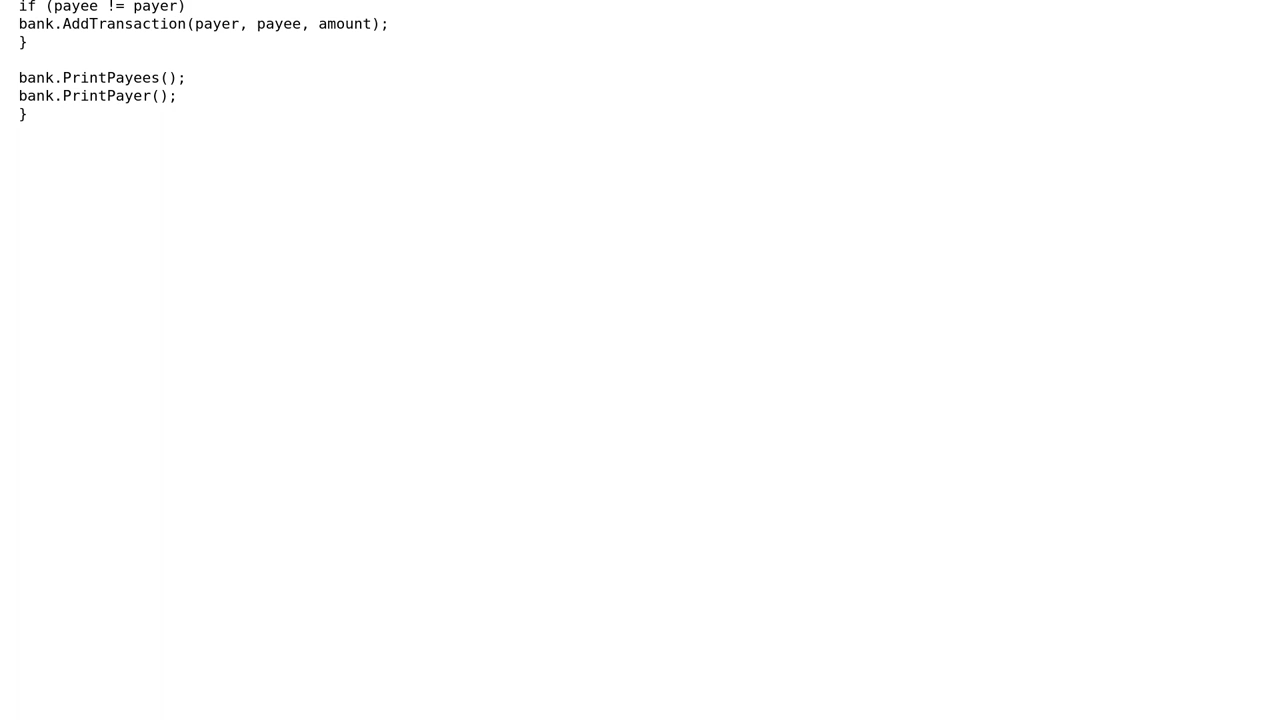 if (payee != payer)
bank.AddTransaction(payer, payee, amount);
}

bank.PrintPayees();
bank.PrintPayer();
}